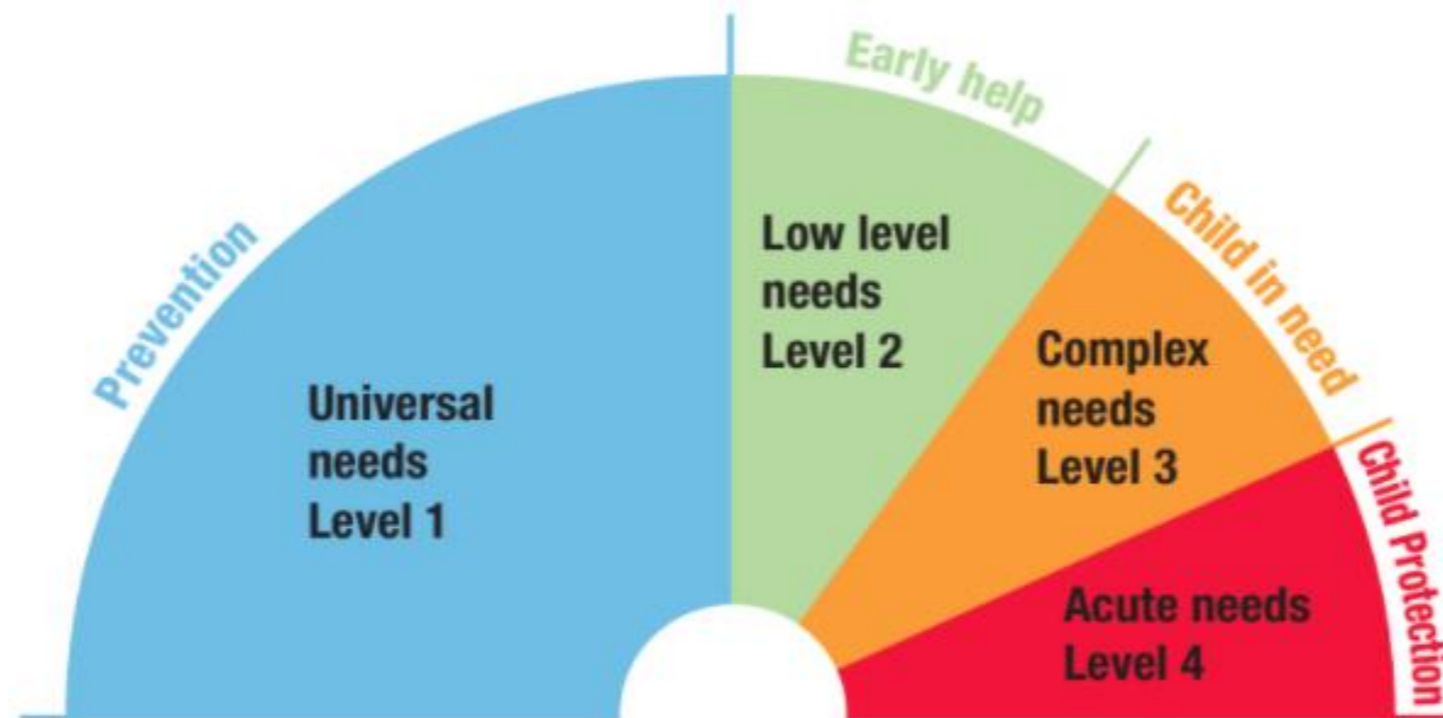 Prevention
Universal
needs
Level 1
Early help
Low level
needs
Level 2
Child in need
Complex
needs
Level 3
Child Protection
Acute needs
Level 4